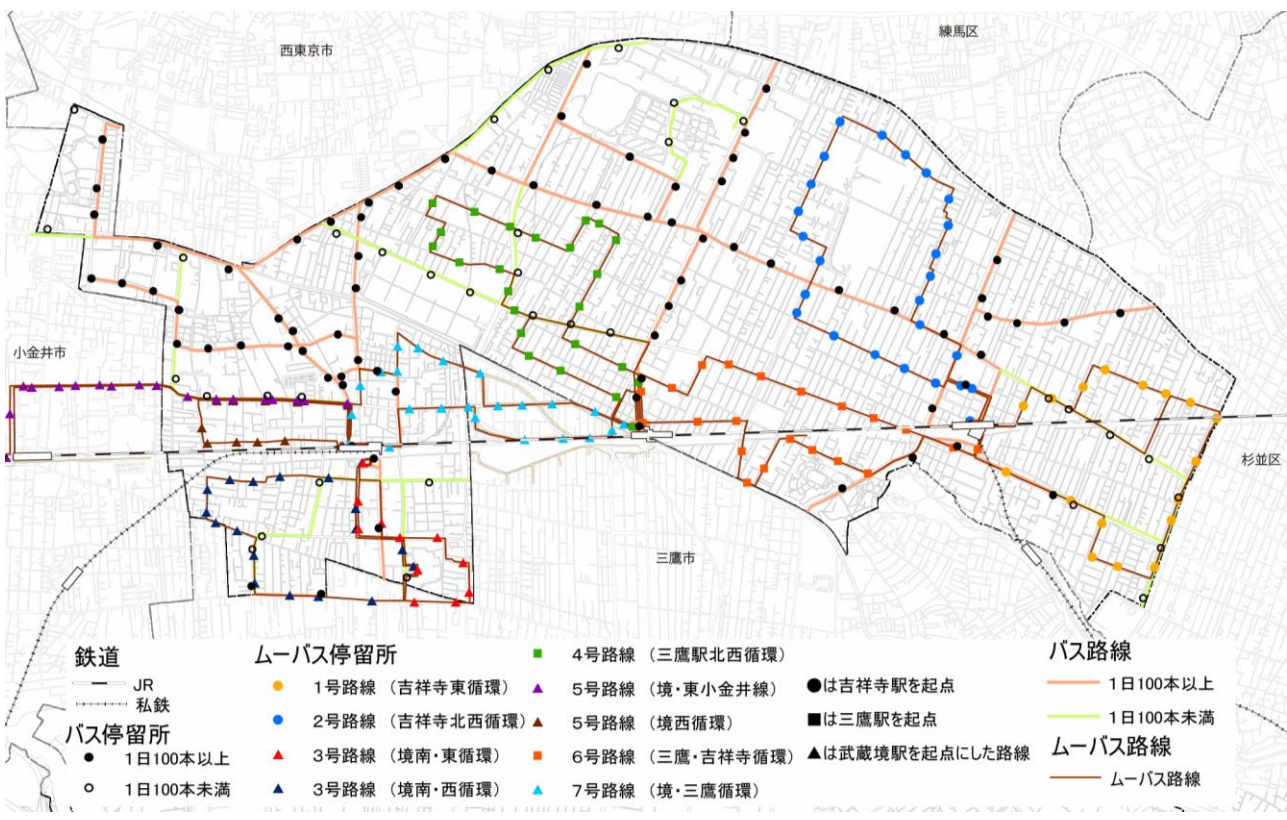 西東京市
練馬区
小金井市
杉並区
三鷹市
鉄道
JR
私鉄
バス停留所
1日100本以上
1日100本未満
ムーバス停留所
1号路線（吉祥寺東循環）
2号路線（吉祥寺北西循環）
3号路線（境南・東循環）
3号路線（境南・西循環）
4号路線（三鷹駅北西循環）
5号路線（境・東小金井線）
5号路線（境西循環）
6号路線（三鷹・吉祥寺循環）
7号路線（境・三鷹循環）
●は吉祥寺駅を起点
■は三鷹駅を起点
▲は武蔵境駅を起点にした路線
バス路線
1日100本以上
1日100本未満
ムーバス路線
ムーバス路線